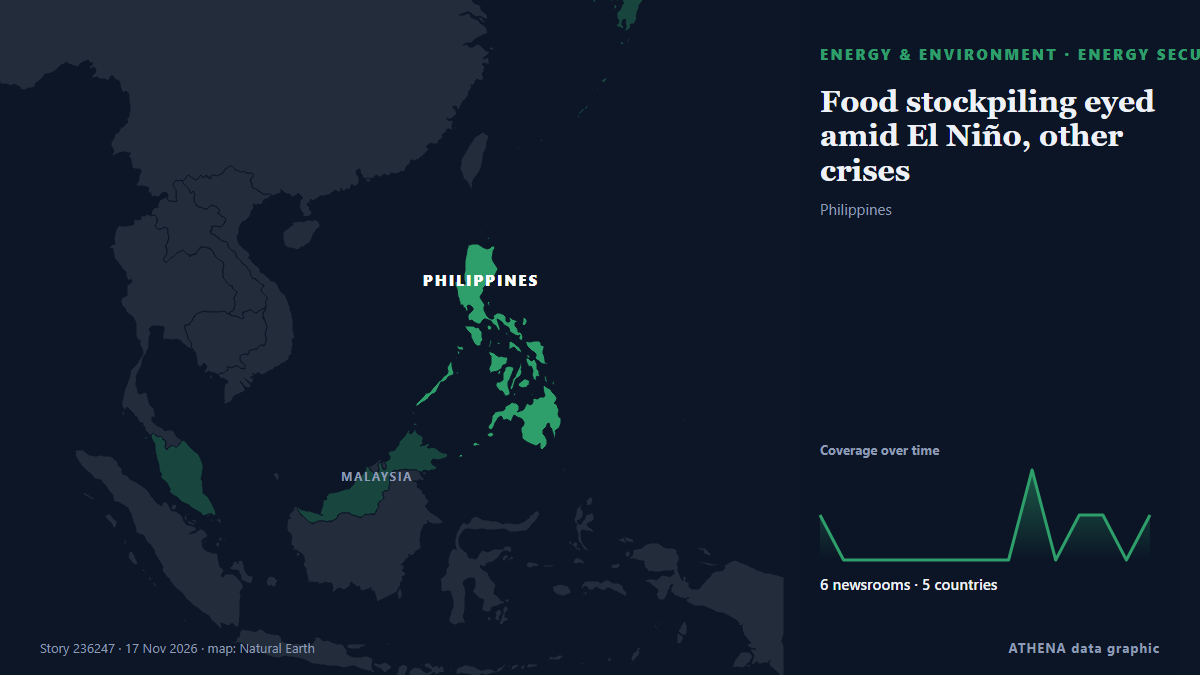 ENERGY & ENVIRONMENT · ENERGY SECU
Food stockpiling eyed
amid El Niño, other
crises
Philippines
PHILIPPINES
MALAYSIA
Coverage over time
6 newsrooms · 5 countries
Story 236247 · 17 Nov 2026 · map: Natural Earth
ATHENA data graphic